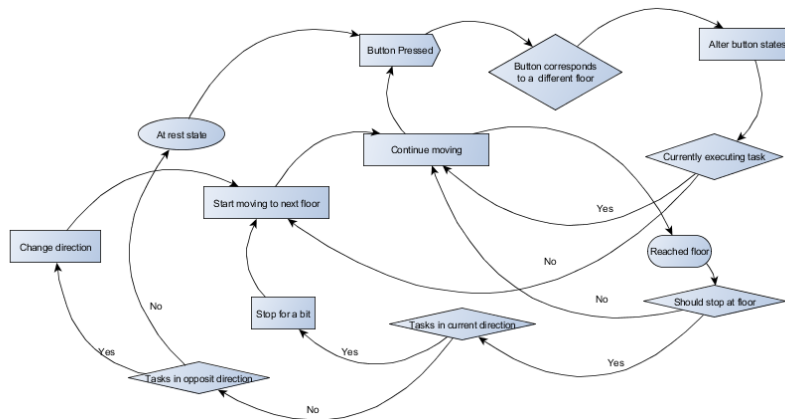 Button Pressed
Button corresponds
to a different floor
Alter button states
At rest state
Continue moving
Currently executing task
Start moving to next floor
Yes
Change direction
Reached floor
No
No
Stop for a bit
Tasks in current direction
Should stop at floor
No
Yes
Yes
Yes
Tasks in opposit direction
No